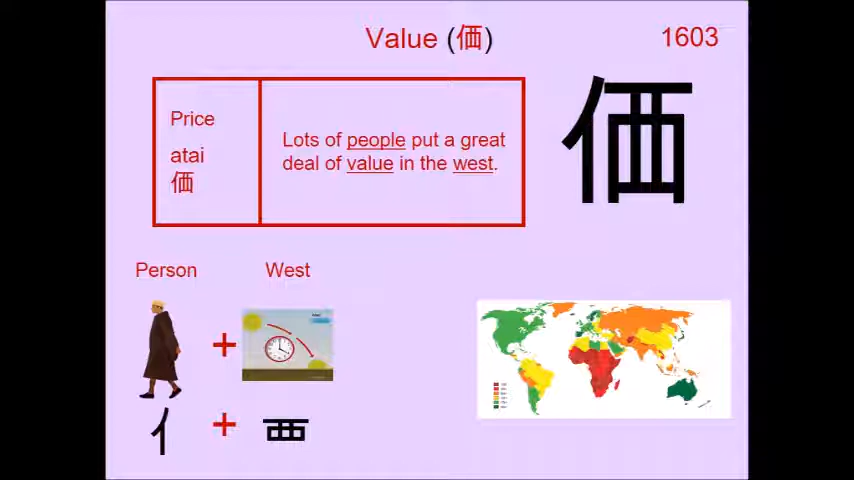 Value (価)
1603
Price
atai
価
Lots of people put a great
deal of value in the west.
価
Person
West
+
亻 + 覀